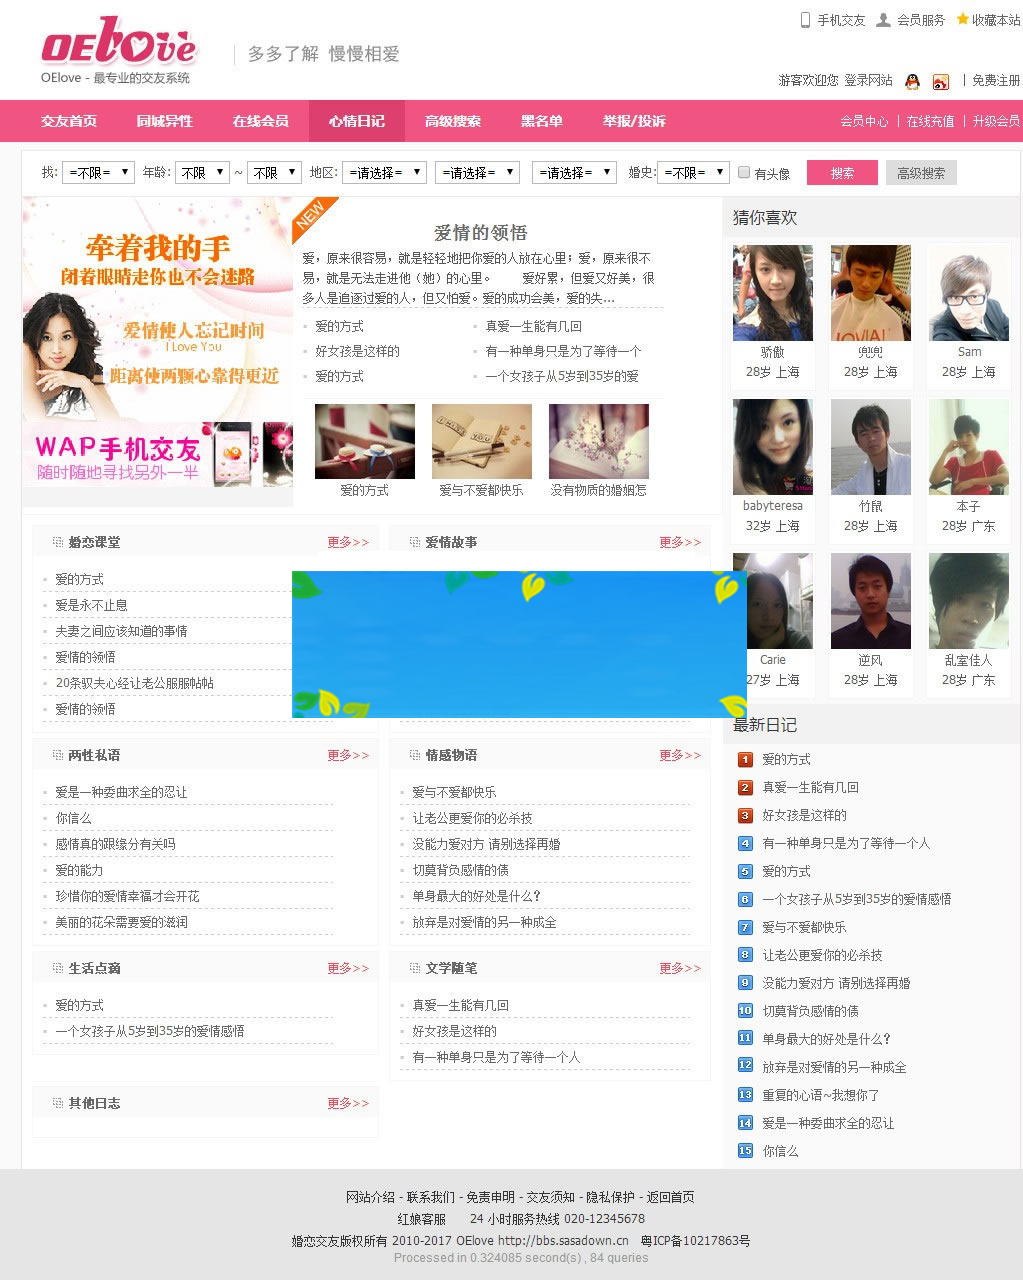 手机交友 会员服务 收藏本站
OElove
OElove - 最专业的交友系统
多多了解 慢慢相爱
游客欢迎您 登录网站 | 免费注册
交友首页 同城异性 在线会员 心情日记 高级搜索 黑名单 举报/投诉 会员中心 | 在线充值 | 升级会员
找: =不限= 年龄: 不限 ~ 不限 地区: =请选择= =请选择= =请选择= 婚史: =不限= 有头像 搜索 高级搜索
牵着我的手
闭着眼睛走你也不会迷路
爱情使人忘记时间
I Love You
距离使两颗心靠得更近
WAP手机交友
随时随地寻找另外一半
NEW
爱情的领悟
爱，原来很容易，就是轻轻地把你爱的人放在心里；爱，原来很不
易，就是无法走进他（她）的心里。 爱好累，但爱又好美，很
多人是追逐过爱的人，但又怕爱。爱的成功会美，爱的失...
爱的方式 真爱一生能有几回
好女孩是这样的 有一种单身只是为了等待一个
爱的方式 一个女孩子从5岁到35岁的爱
爱的方式 爱与不爱都快乐 没有物质的婚姻怎
猜你喜欢
骄傲 兜兜 Sam
28岁 上海 28岁 上海 28岁 上海
babyteresa 竹鼠 本子
32岁 上海 28岁 上海 28岁 广东
Carie 逆风 乱室佳人
27岁 上海 28岁 上海 28岁 广东
婚恋课堂 更多>>
爱的方式
爱是永不止息
夫妻之间应该知道的事情
爱情的领悟
20条驭夫心经让老公服服帖帖
爱情的领悟
爱情故事 更多>>
两性私语 更多>>
爱是一种委曲求全的忍让
你信么
感情真的跟缘分有关吗
爱的能力
珍惜你的爱情幸福才会开花
美丽的花朵需要爱的滋润
情感物语 更多>>
爱与不爱都快乐
让老公更爱你的必杀技
没能力爱对方 请别选择再婚
切莫背负感情的债
单身最大的好处是什么？
放弃是对爱情的另一种成全
生活点滴 更多>>
爱的方式
一个女孩子从5岁到35岁的爱情感悟
文学随笔 更多>>
真爱一生能有几回
好女孩是这样的
有一种单身只是为了等待一个人
其他日志 更多>>
最新日记
1 爱的方式
2 真爱一生能有几回
3 好女孩是这样的
4 有一种单身只是为了等待一个人
5 爱的方式
6 一个女孩子从5岁到35岁的爱情感悟
7 爱与不爱都快乐
8 让老公更爱你的必杀技
9 没能力爱对方 请别选择再婚
10 切莫背负感情的债
11 单身最大的好处是什么？
12 放弃是对爱情的另一种成全
13 重复的心语~我想你了
14 爱是一种委曲求全的忍让
15 你信么
网站介绍 - 联系我们 - 免责申明 - 交友须知 - 隐私保护 - 返回首页
红娘客服 24 小时服务热线 020-12345678
婚恋交友版权所有 2010-2017 OElove http://bbs.sasadown.cn 粤ICP备10217863号
Processed in 0.324085 second(s) , 84 queries